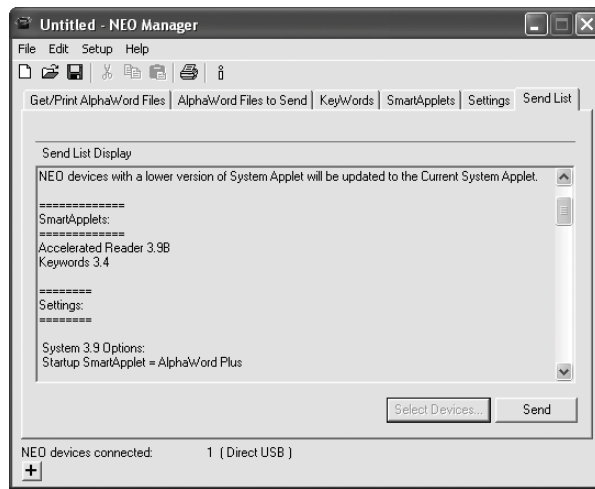 Untitled - NEO Manager
File Edit Setup Help
Get/Print AlphaWord Files AlphaWord Files to Send KeyWords SmartApplets Settings Send List
Send List Display
NEO devices with a lower version of System Applet will be updated to the Current System Applet.
=============
SmartApplets:
=============
Accelerated Reader 3.9B
Keywords 3.4
========
Settings:
========
System 3.9 Options:
Startup SmartApplet = AlphaWord Plus
Select Devices... Send
NEO devices connected: 1 ( Direct USB )
+